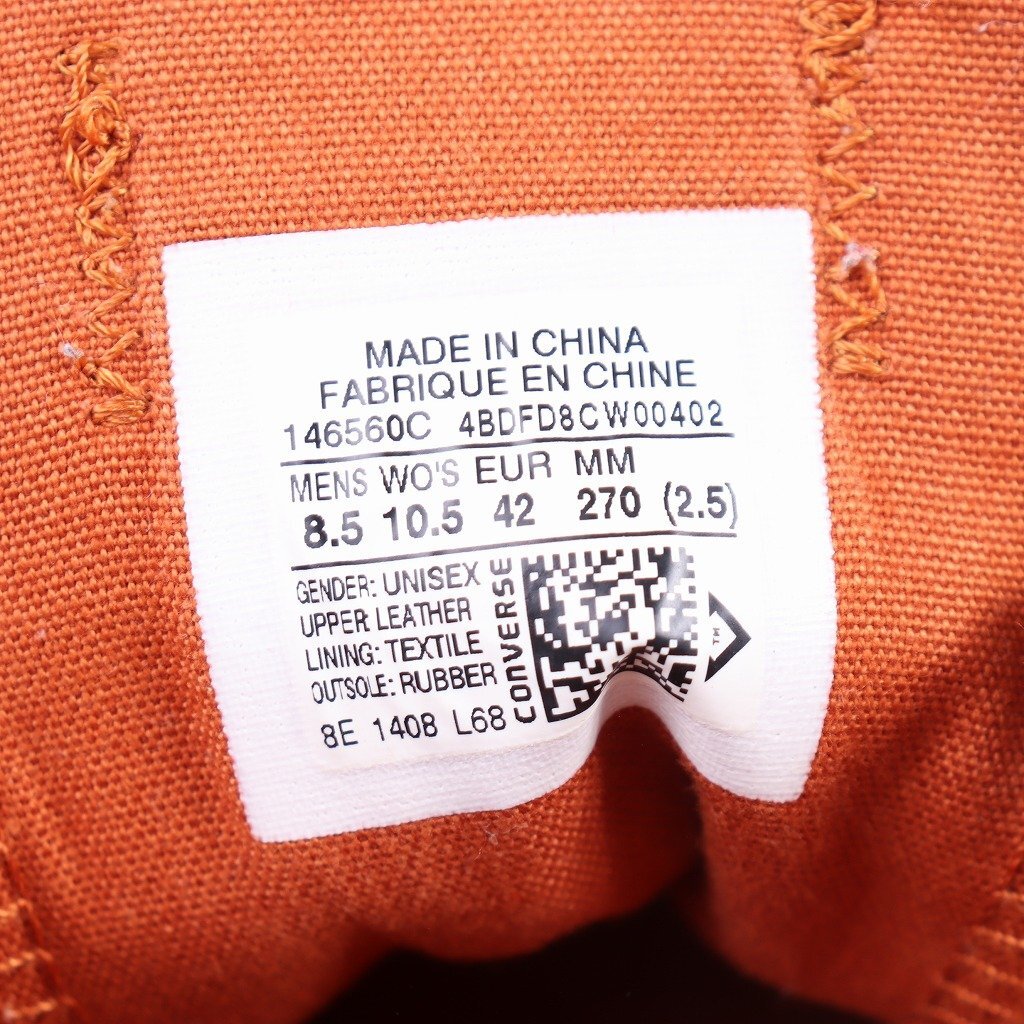 MADE IN CHINA
FABRIQUE EN CHINE
146560C 4BDFD8CW00402
MENS WO'S EUR MM
8.5 10.5 42 270 (2.5)
GENDER: UNISEX
UPPER LEATHER
LINING: TEXTILE
OUTSOLE: RUBBER
8E 1408 L68
CONVERSE
TM